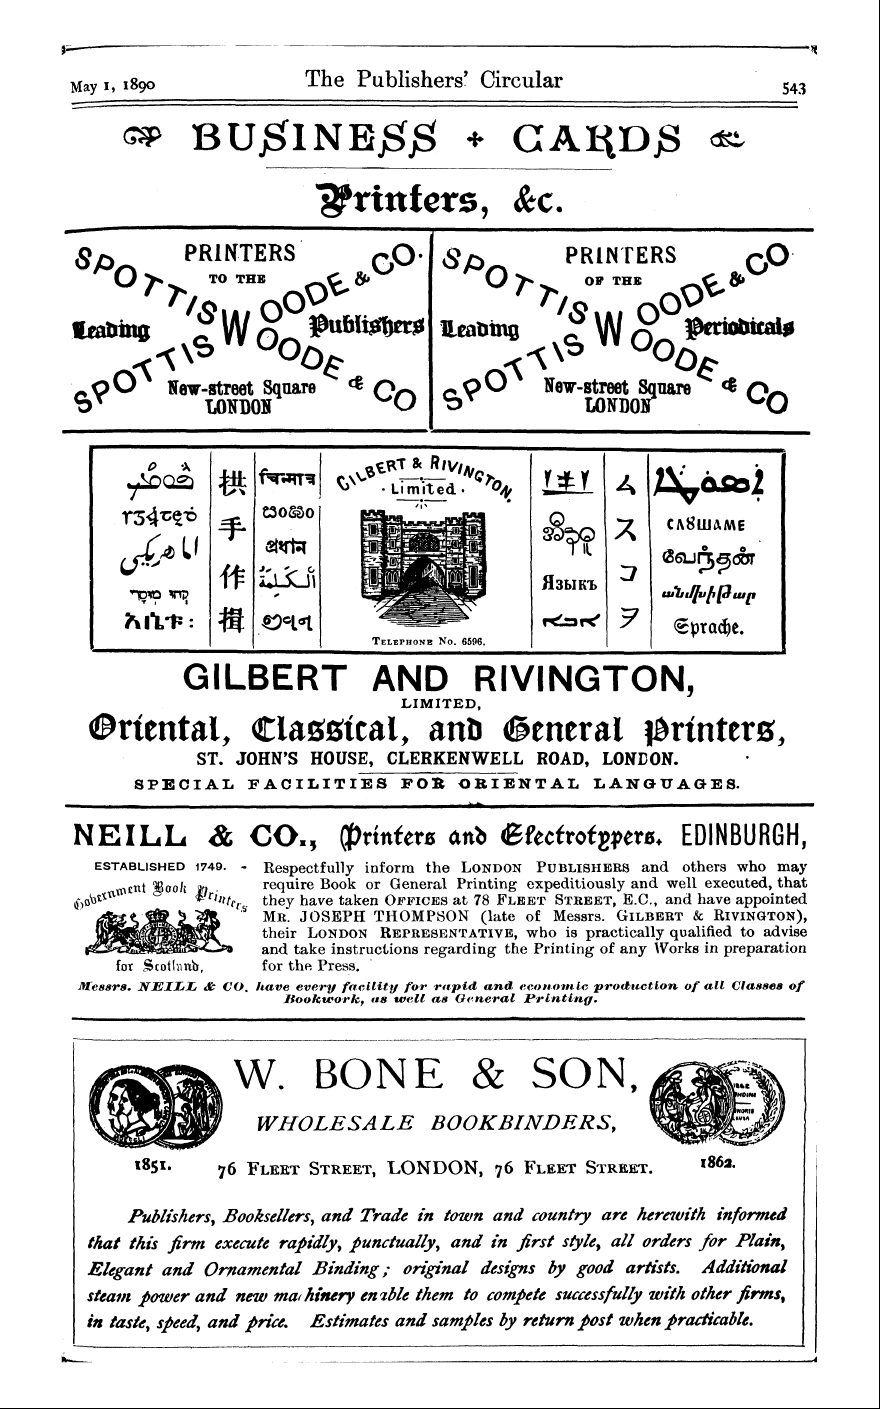 May 1, 1890 The Publishers' Circular 543
BUSINESS + CARDS
Printers, &c.
PRINTERS
TO THE
SPOTTISWOODE & CO.
Leading Publishers
SPOTTISWOODE & CO
New-street Square
LONDON
PRINTERS
OF THE
SPOTTISWOODE & CO
Leading Periodicals
SPOTTISWOODE & CO
New-street Square
LONDON
拱
手
作
揖
GILBERT & RIVINGTON,
Limited.
TELEPHONE NO. 6596.
Языкъ
ム
ス
コ
ヲ
வேந்தன்
Sprache.
GILBERT AND RIVINGTON,
LIMITED,
Oriental, Classical, and General Printers,
ST. JOHN'S HOUSE, CLERKENWELL ROAD, LONDON.
SPECIAL FACILITIES FOR ORIENTAL LANGUAGES.
NEILL & CO., Printers and Electrotypers, EDINBURGH,
ESTABLISHED 1749.
Government Book Printers
for Scotland,
Respectfully inform the LONDON PUBLISHERS and others who may
require Book or General Printing expeditiously and well executed, that
they have taken OFFICES at 78 FLEET STREET, E.C., and have appointed
MR. JOSEPH THOMPSON (late of Messrs. GILBERT & RIVINGTON),
their LONDON REPRESENTATIVE, who is practically qualified to advise
and take instructions regarding the Printing of any Works in preparation
for the Press.
Messrs. NEILL & CO. have every facility for rapid and economic production of all Classes of
Bookwork, as well as General Printing.
W. BONE & SON,
WHOLESALE BOOKBINDERS,
1851. 76 FLEET STREET, LONDON, 76 FLEET STREET. 1862.
Publishers, Booksellers, and Trade in town and country are herewith informed
that this firm execute rapidly, punctually, and in first style, all orders for Plain,
Elegant and Ornamental Binding; original designs by good artists. Additional
steam power and new machinery enable them to compete successfully with other firms,
in taste, speed, and price. Estimates and samples by return post when practicable.